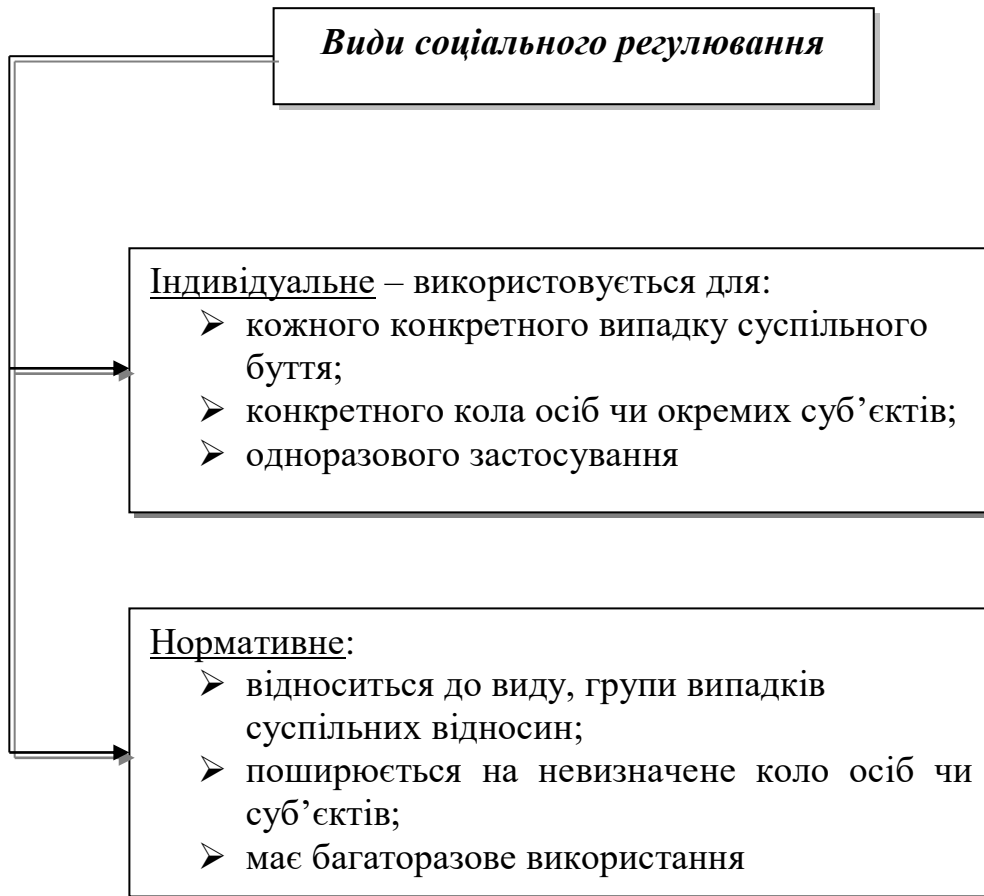 Види соціального регулювання
Індивідуальне – використовується для:
➢ кожного конкретного випадку суспільного
буття;
➢ конкретного кола осіб чи окремих суб’єктів;
➢ одноразового застосування
Нормативне:
➢ відноситься до виду, групи випадків
суспільних відносин;
➢ поширюється на невизначене коло осіб чи
суб’єктів;
➢ має багаторазове використання